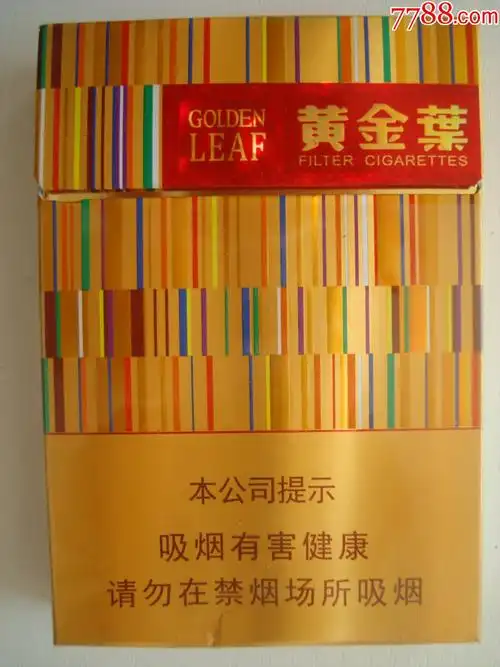 7788.com
GOLDEN
LEAF
黄金葉
FILTER CIGARETTES
本公司提示
吸烟有害健康
请勿在禁烟场所吸烟